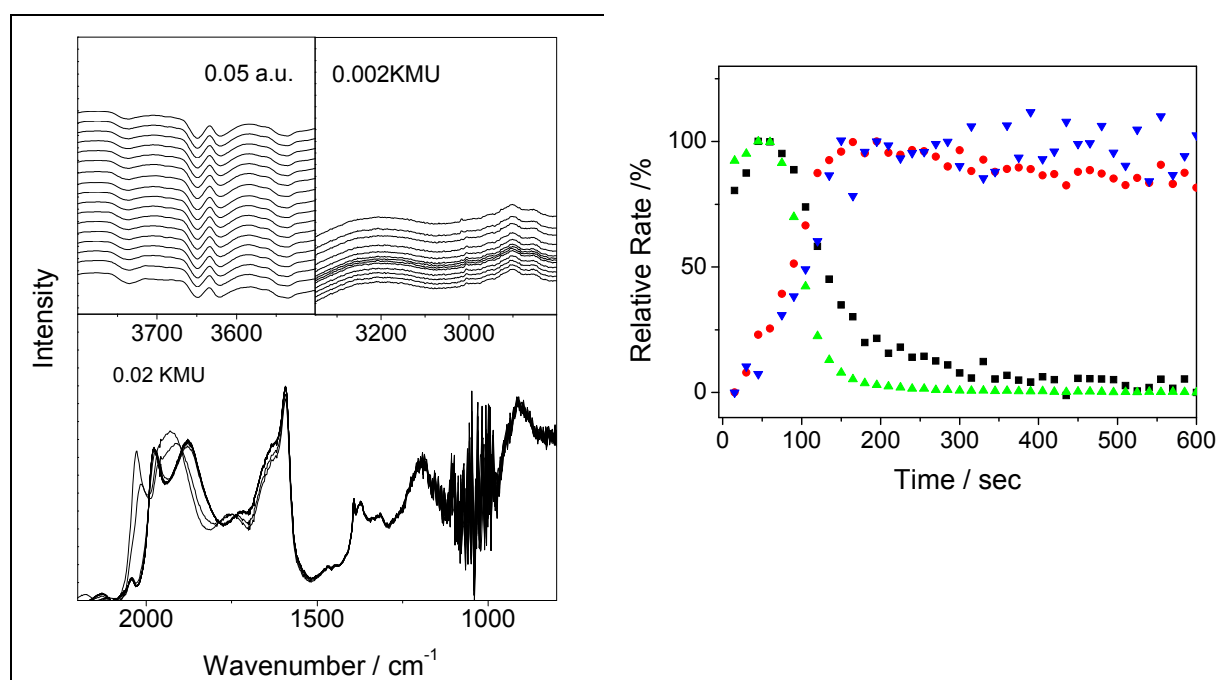 0.05 a.u.
0.002KMU
3700
3600
3200
3000
Intensity
0.02 KMU
2000
1500
1000
Wavenumber / cm⁻¹
100
50
0
Relative Rate /%
0
100
200
300
400
500
600
Time / sec